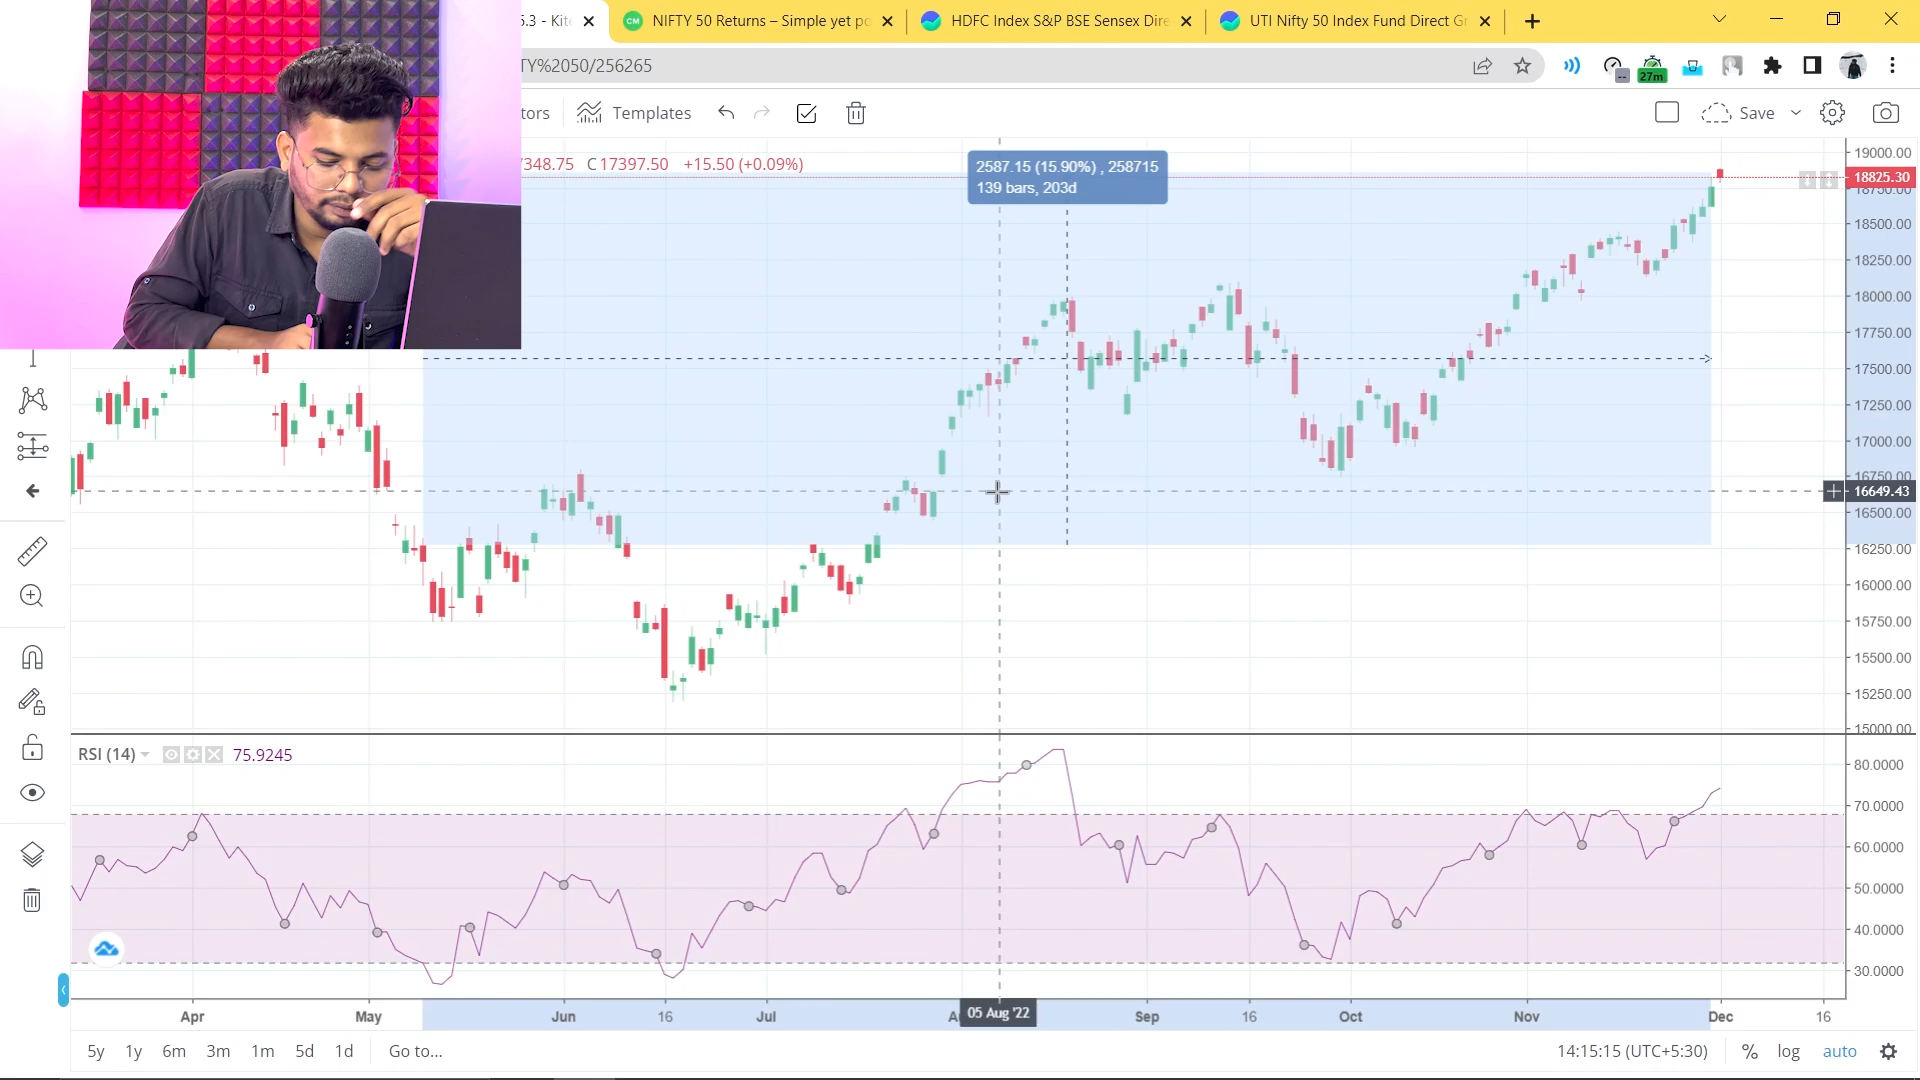 5.3 - Kit
NIFTY 50 Returns – Simple yet po
HDFC Index S&P BSE Sensex Dire
UTI Nifty 50 Index Fund Direct Gr
TY%2050/256265
27m
tors
Templates
Save
7348.75 C17397.50 +15.50 (+0.09%)
2587.15 (15.90%) , 258715
139 bars, 203d
19000.00
18825.30
18750.00
18500.00
18250.00
18000.00
17750.00
17500.00
17250.00
17000.00
16750.00
16649.43
16500.00
16250.00
16000.00
15750.00
15500.00
15250.00
15000.00
RSI (14)
75.9245
80.0000
70.0000
60.0000
50.0000
40.0000
30.0000
Apr May Jun 16 Jul A 05 Aug '22 Sep 16 Oct Nov Dec 16
5y 1y 6m 3m 1m 5d 1d Go to...
14:15:15 (UTC+5:30) % log auto